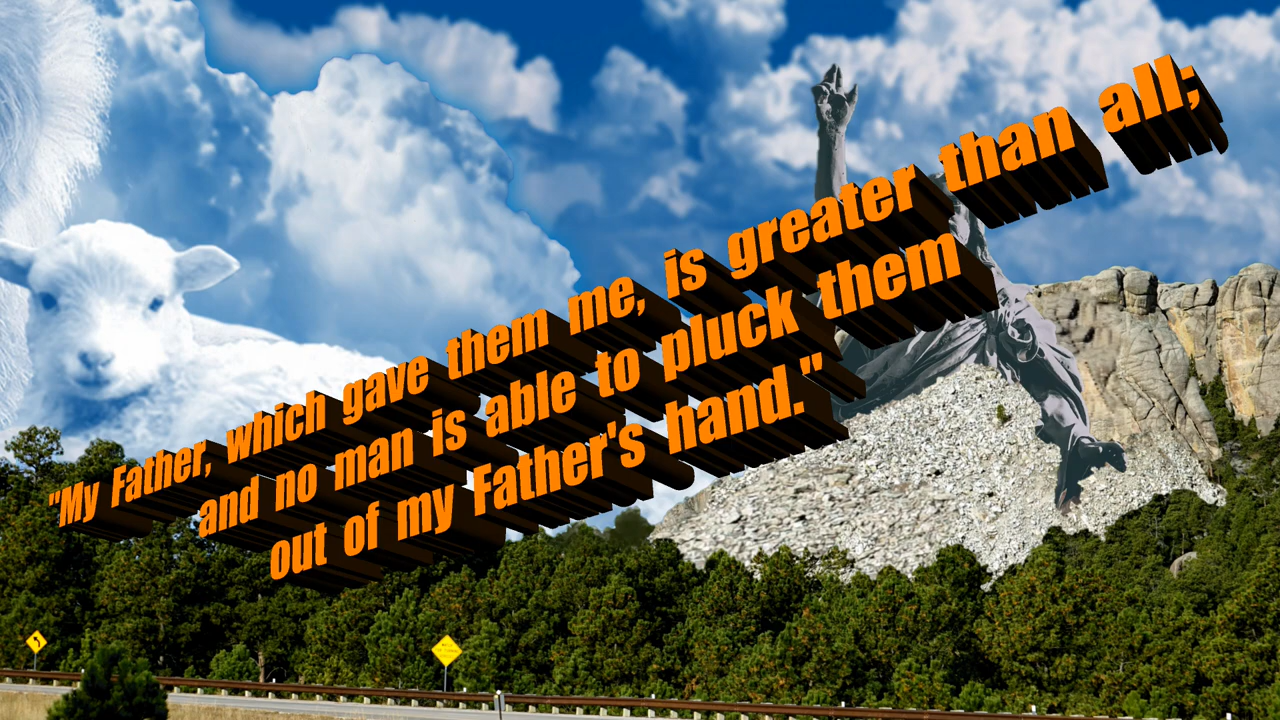 "My Father, which gave them me, is greater than all;
and no man is able to pluck them
out of my Father's hand."